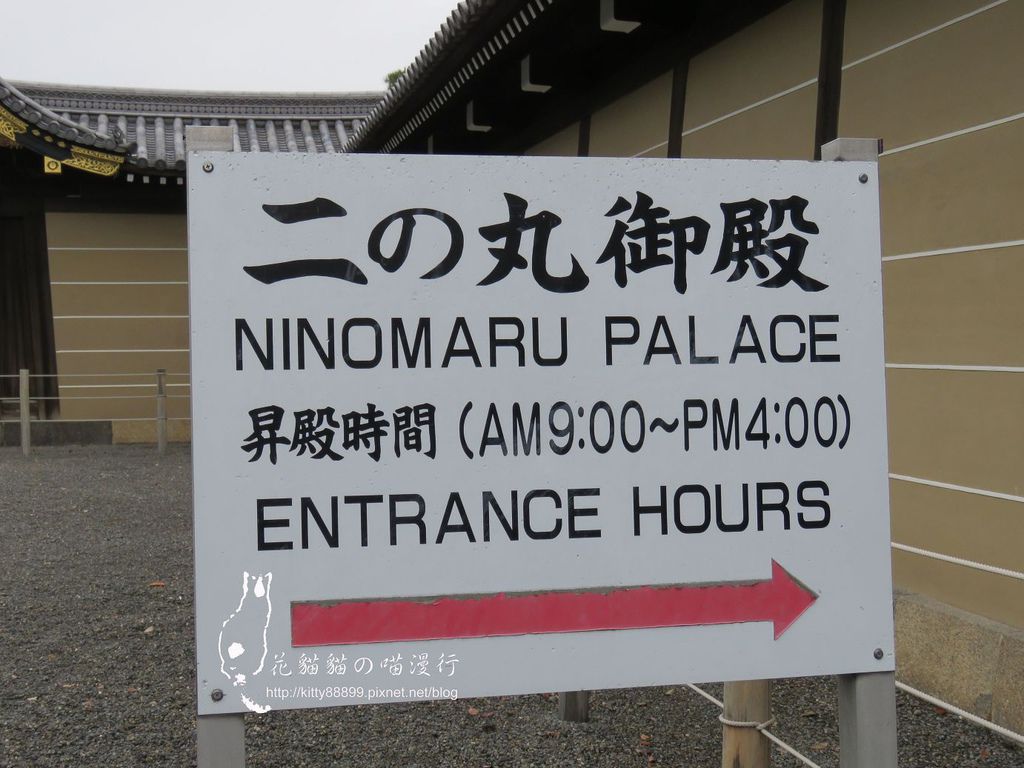 二の丸御殿
NINOMARU PALACE
昇殿時間 (AM9:00~PM4:00)
ENTRANCE HOURS
花貓貓の喵漫行
http://kitty88899.pixnet.net/blog